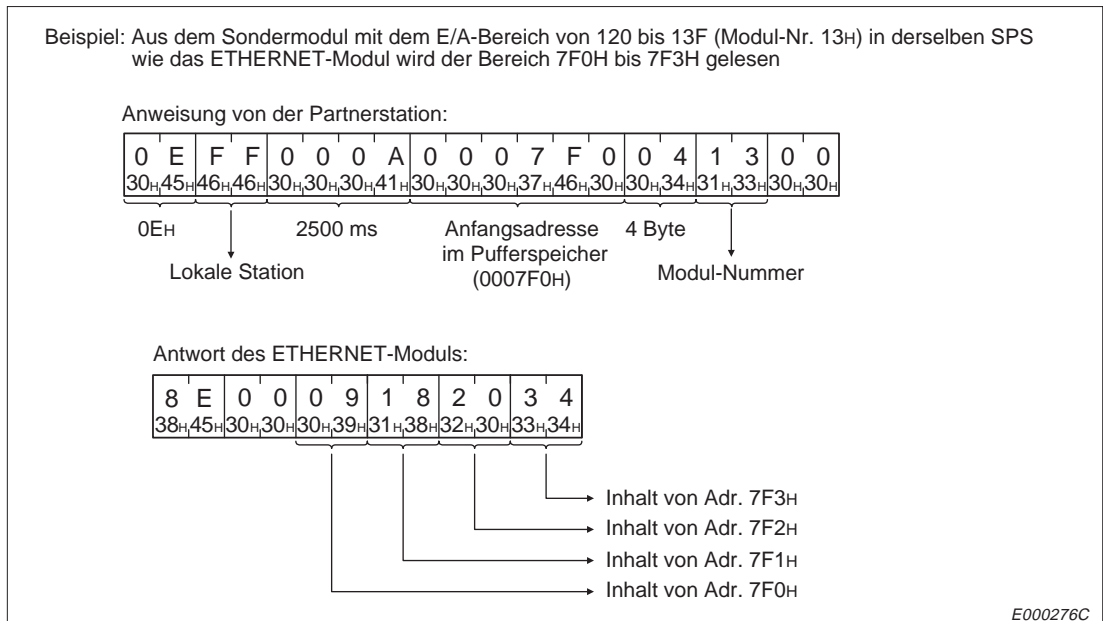 Beispiel: Aus dem Sondermodul mit dem E/A-Bereich von 120 bis 13F (Modul-Nr. 13H) in derselben SPS
wie das ETHERNET-Modul wird der Bereich 7F0H bis 7F3H gelesen
Anweisung von der Partnerstation:
0 E F F 0 0 0 A 0 0 0 7 F 0 0 4 1 3 0 0
30H 45H 46H 46H 30H 30H 30H 41H 30H 30H 30H 37H 46H 30H 30H 34H 31H 33H 30H 30H
0EH 2500 ms Anfangsadresse 4 Byte
im Pufferspeicher
Lokale Station (0007F0H) Modul-Nummer
Antwort des ETHERNET-Moduls:
8 E 0 0 0 9 1 8 2 0 3 4
38H 45H 30H 30H 30H 39H 31H 38H 32H 30H 33H 34H
Inhalt von Adr. 7F3H
Inhalt von Adr. 7F2H
Inhalt von Adr. 7F1H
Inhalt von Adr. 7F0H
E000276C